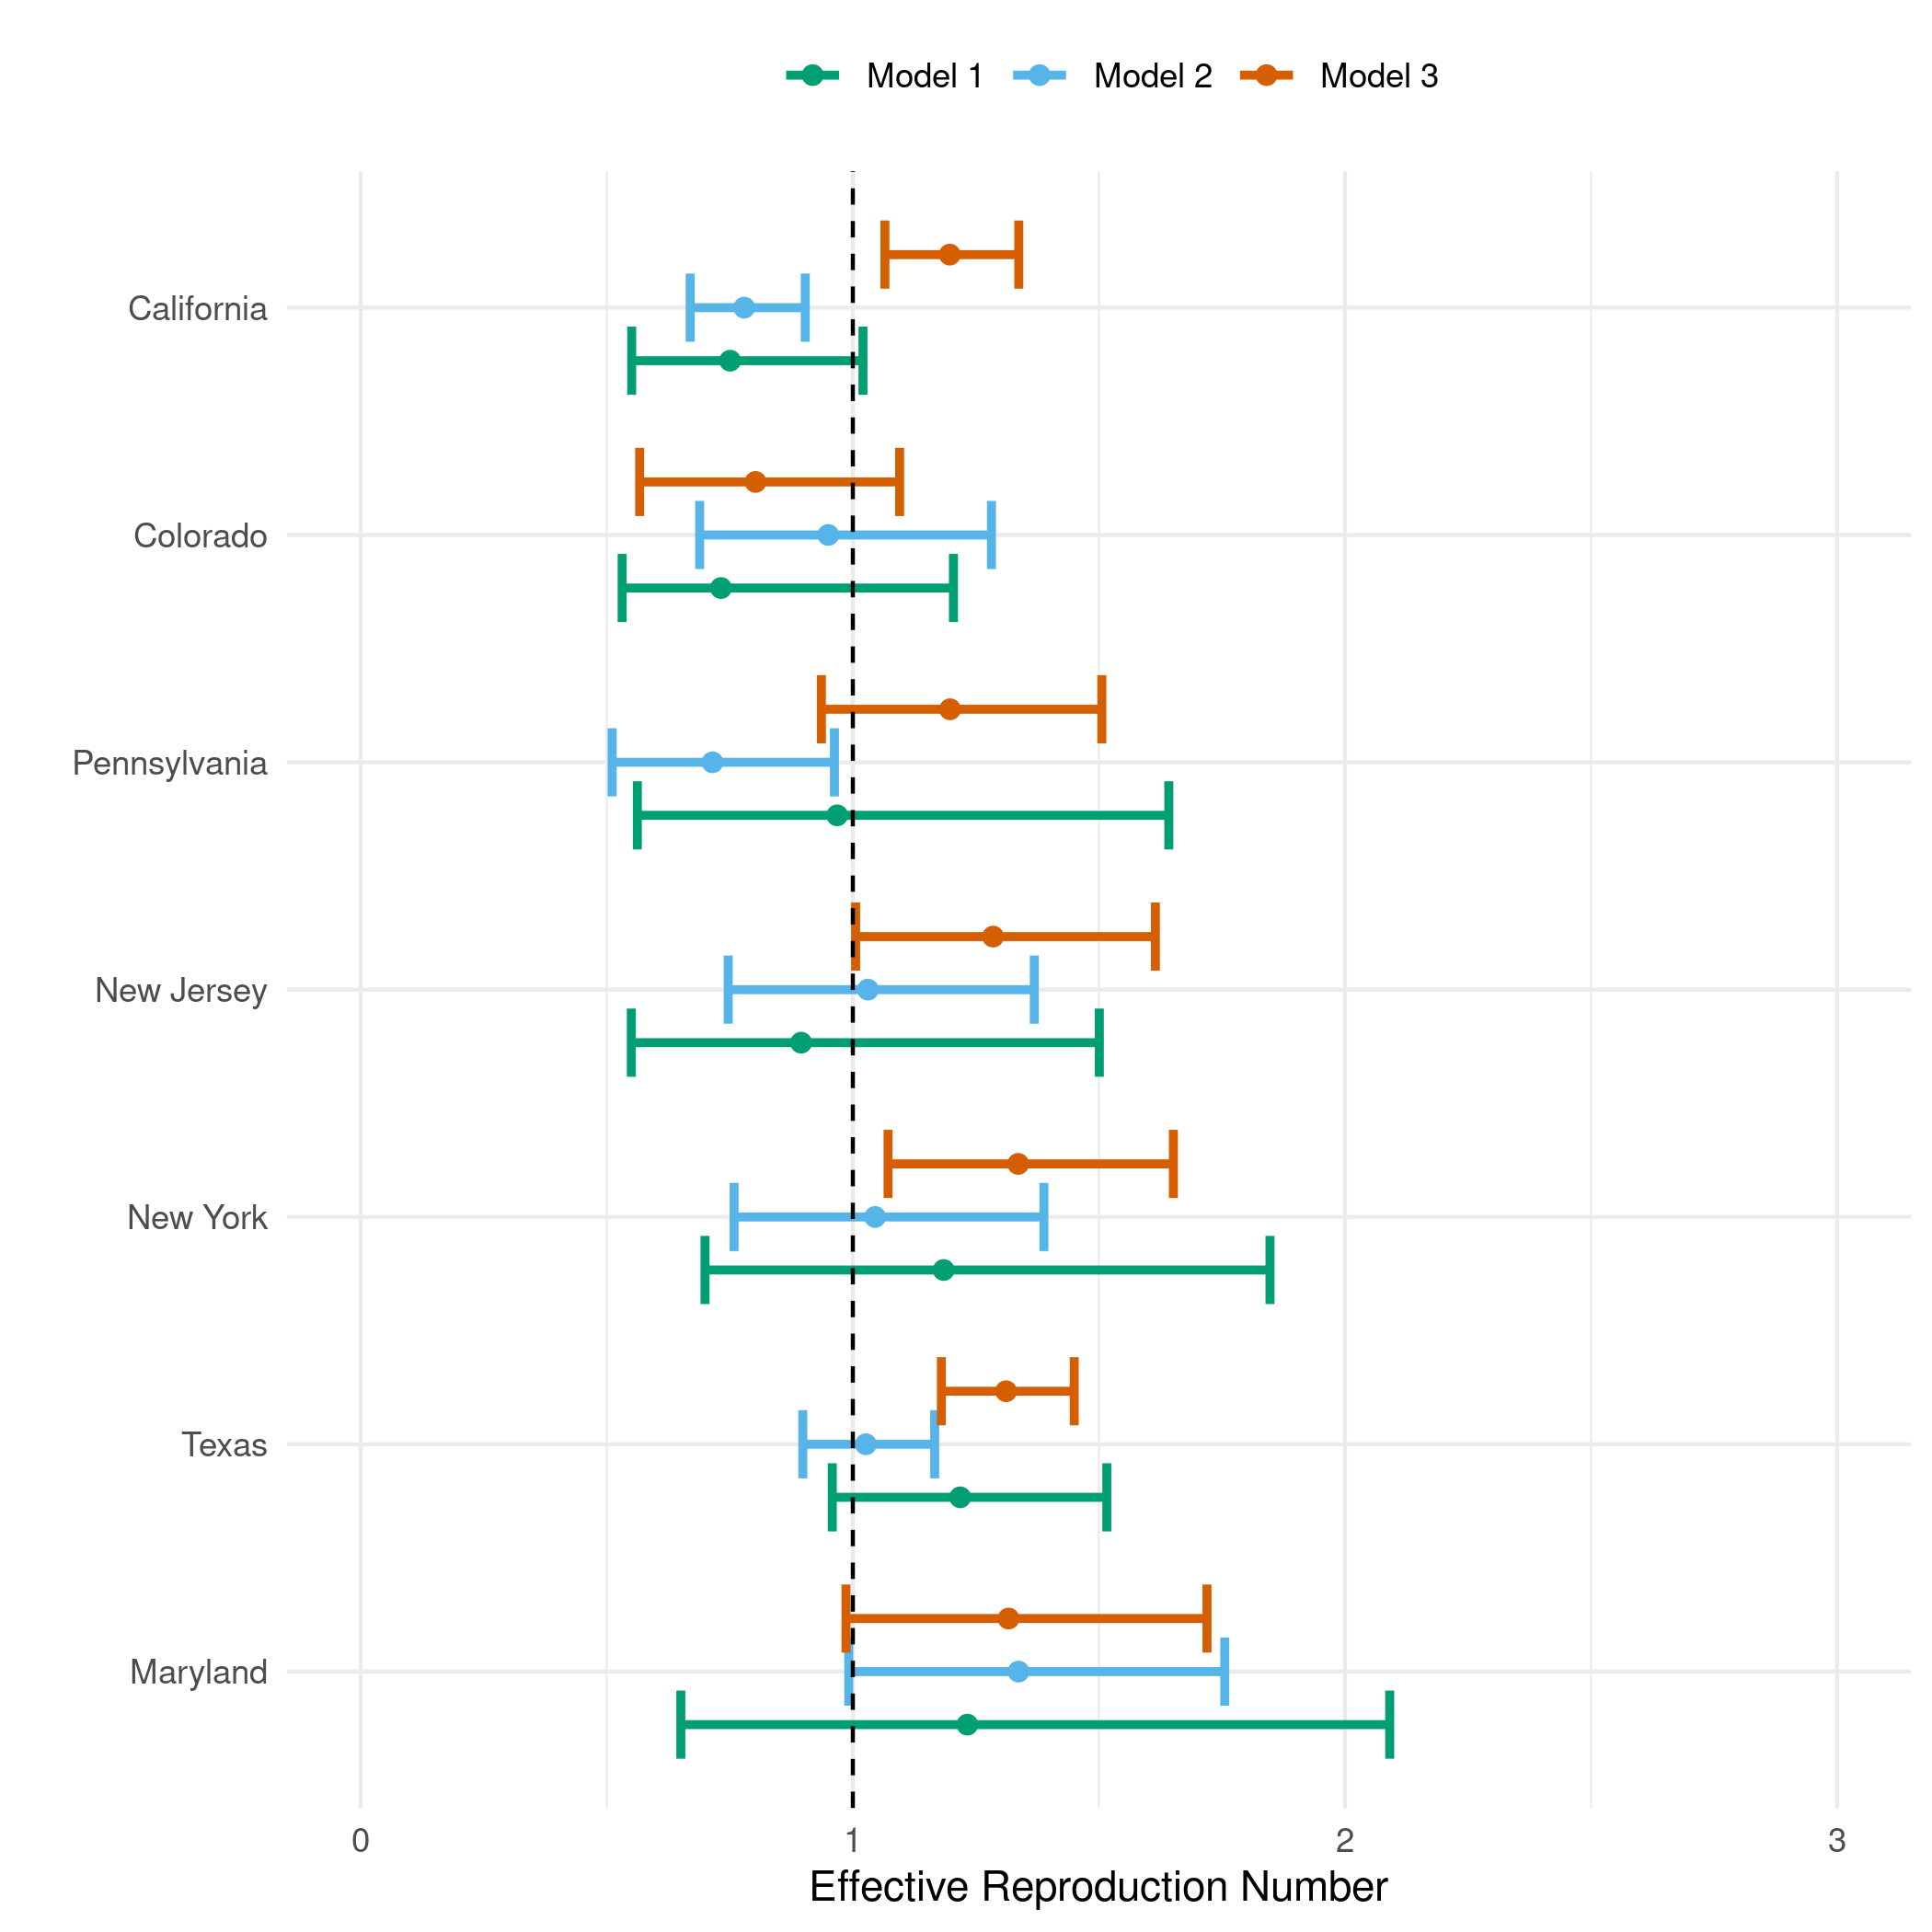 Model 1 Model 2 Model 3
California
Colorado
Pennsylvania
New Jersey
New York
Texas
Maryland
0 1 2 3
Effective Reproduction Number